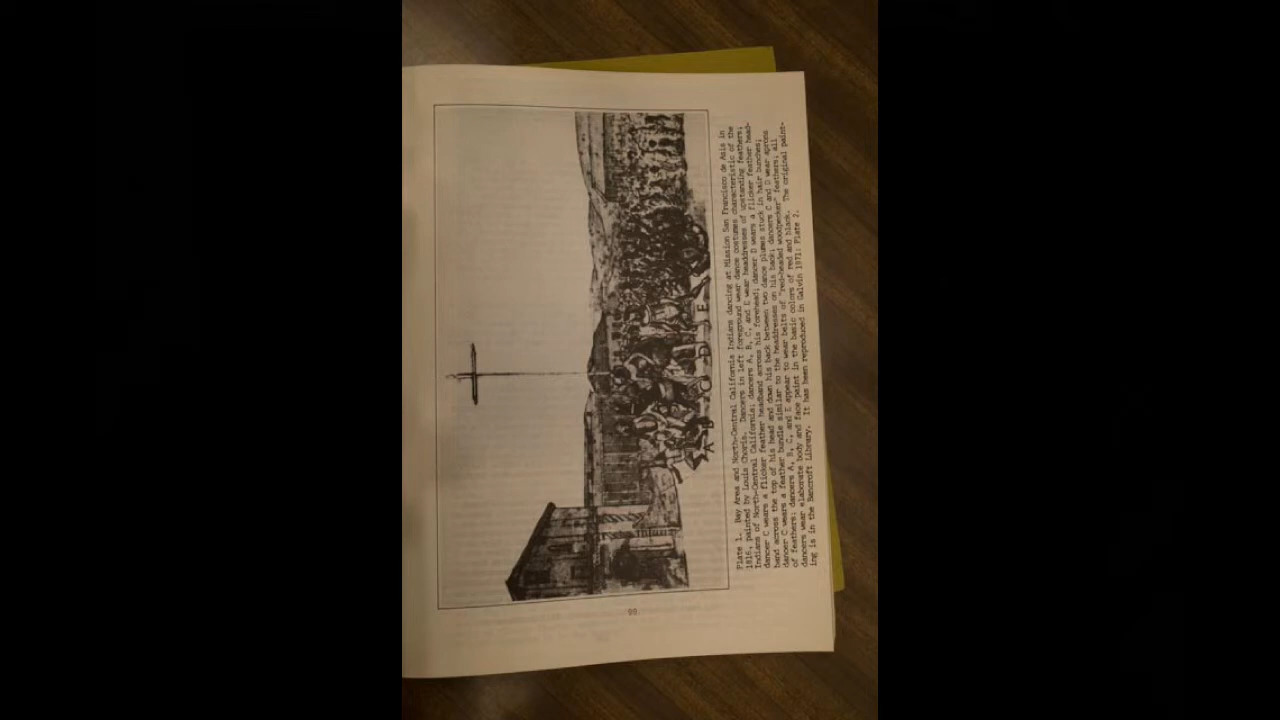 A B C D E
Plate 1. Bay Area and North-Central California Indians dancing at Mission San Francisco de Asis in
1816, painted by Louis Choris. Dancers in left foreground wear dance costumes characteristic of the
Indians of North-Central California; dancers A, B, C, and E wear headdresses of upstanding feathers;
dancer C wears a flicker feather headband across his forehead; dancer D wears a flicker feather head-
band across the top of his head and down his back between two dance plumes stuck in hair bunches;
dancer C wears a feather bundle similar to the headdresses on his back; dancers C and D wear aprons
of feathers; dancers A, B, C, and E appear to wear belts of "red-headed woodpecker" feathers; all
dancers wear elaborate body and face paint in the basic colors of red and black. The original paint-
ing is in the Bancroft Library. It has been reproduced in Galvin 1971: Plate 2.